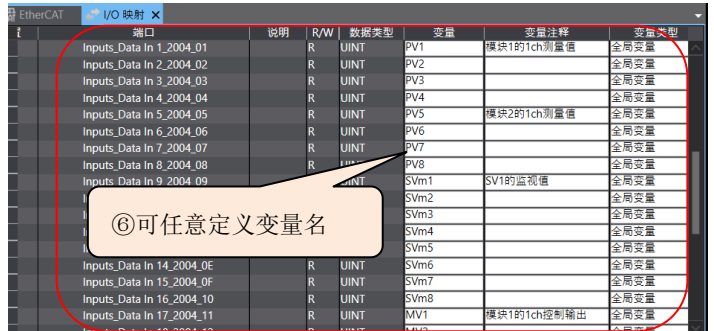 EtherCAT I/O 映射
端口 说明 R/W 数据类型 变量 变量注释 变量类型
Inputs_Data In 1_2004_01 R UINT PV1 模块1的1ch测量值 全局变量
Inputs_Data In 2_2004_02 R UINT PV2 全局变量
Inputs_Data In 3_2004_03 R UINT PV3 全局变量
Inputs_Data In 4_2004_04 R UINT PV4 全局变量
Inputs_Data In 5_2004_05 R UINT PV5 模块2的1ch测量值 全局变量
Inputs_Data In 6_2004_06 R UINT PV6 全局变量
Inputs_Data In 7_2004_07 R UINT PV7 全局变量
Inputs_Data In 8_2004_08 R UINT PV8 全局变量
Inputs_Data In 9_2004_09 UINT SVm1 SV1的监视值 全局变量
SVm2 全局变量
SVm3 全局变量
⑥可任意定义变量名
SVm4 全局变量
SVm5 全局变量
Inputs_Data In 14_2004_0E R UINT SVm6 全局变量
Inputs_Data In 15_2004_0F R UINT SVm7 全局变量
Inputs_Data In 16_2004_10 R UINT SVm8 全局变量
Inputs_Data In 17_2004_11 R UINT MV1 模块1的1ch控制输出 全局变量